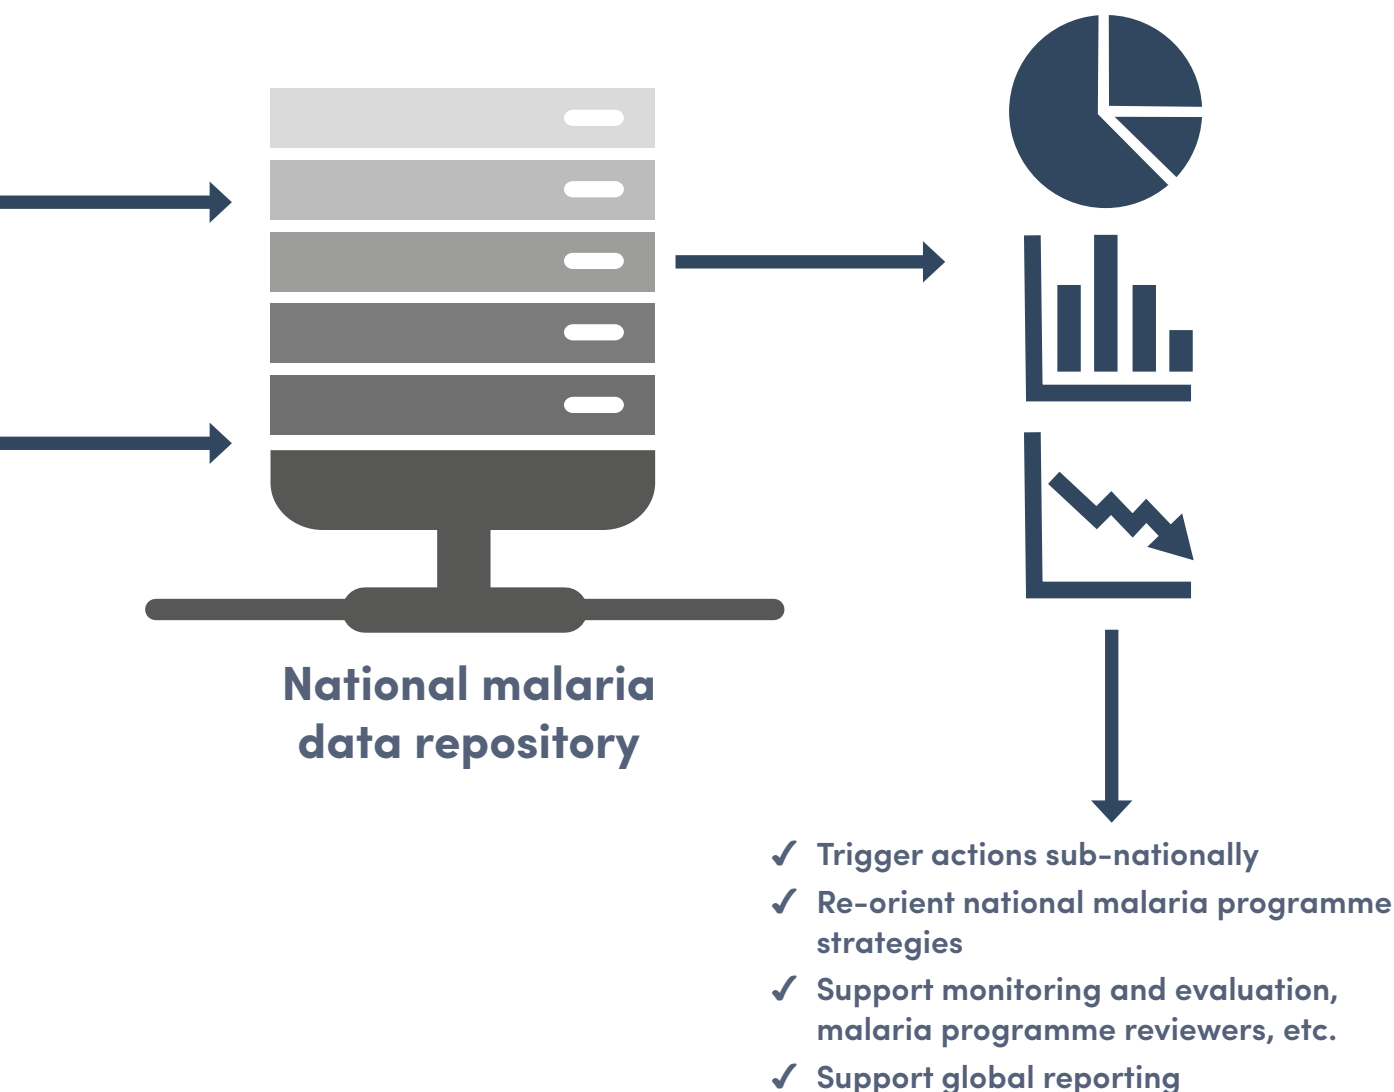 National malaria
data repository
✓ Trigger actions sub-nationally
✓ Re-orient national malaria programme
strategies
✓ Support monitoring and evaluation,
malaria programme reviewers, etc.
✓ Support global reporting